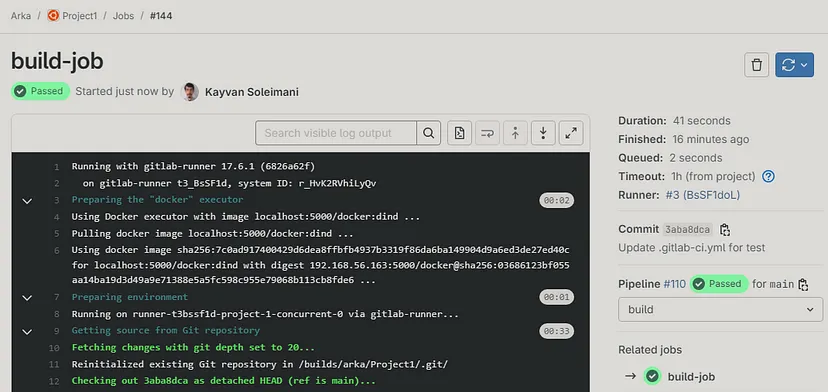 Arka / Project1 / Jobs / #144
build-job
Passed Started just now by Kayvan Soleimani
Search visible log output
1 Running with gitlab-runner 17.6.1 (6826a62f)
2 on gitlab-runner t3_BsSF1d, system ID: r_HvK2RVhiLyQv
3 Preparing the "docker" executor 00:02
4 Using Docker executor with image localhost:5000/docker:dind ...
5 Pulling docker image localhost:5000/docker:dind ...
6 Using docker image sha256:7c0ad917400429d6dea8ffbfb4937b3319f86da6ba149904d9a6ed3de27ed40c
for localhost:5000/docker:dind with digest 192.168.56.163:5000/docker@sha256:03686123bf055
aa14ba19d3d49a9e71388e5a5fc598c955e79068b113cb8fde6 ...
7 Preparing environment 00:01
8 Running on runner-t3bssf1d-project-1-concurrent-0 via gitlab-runner...
9 Getting source from Git repository 00:33
10 Fetching changes with git depth set to 20...
11 Reinitialized existing Git repository in /builds/arka/Project1/.git/
12 Checking out 3aba8dca as detached HEAD (ref is main)...
Duration: 41 seconds
Finished: 16 minutes ago
Queued: 2 seconds
Timeout: 1h (from project)
Runner: #3 (BsSF1doL)
Commit 3aba8dca
Update .gitlab-ci.yml for test
Pipeline #110 Passed for main
build
Related jobs
→ build-job